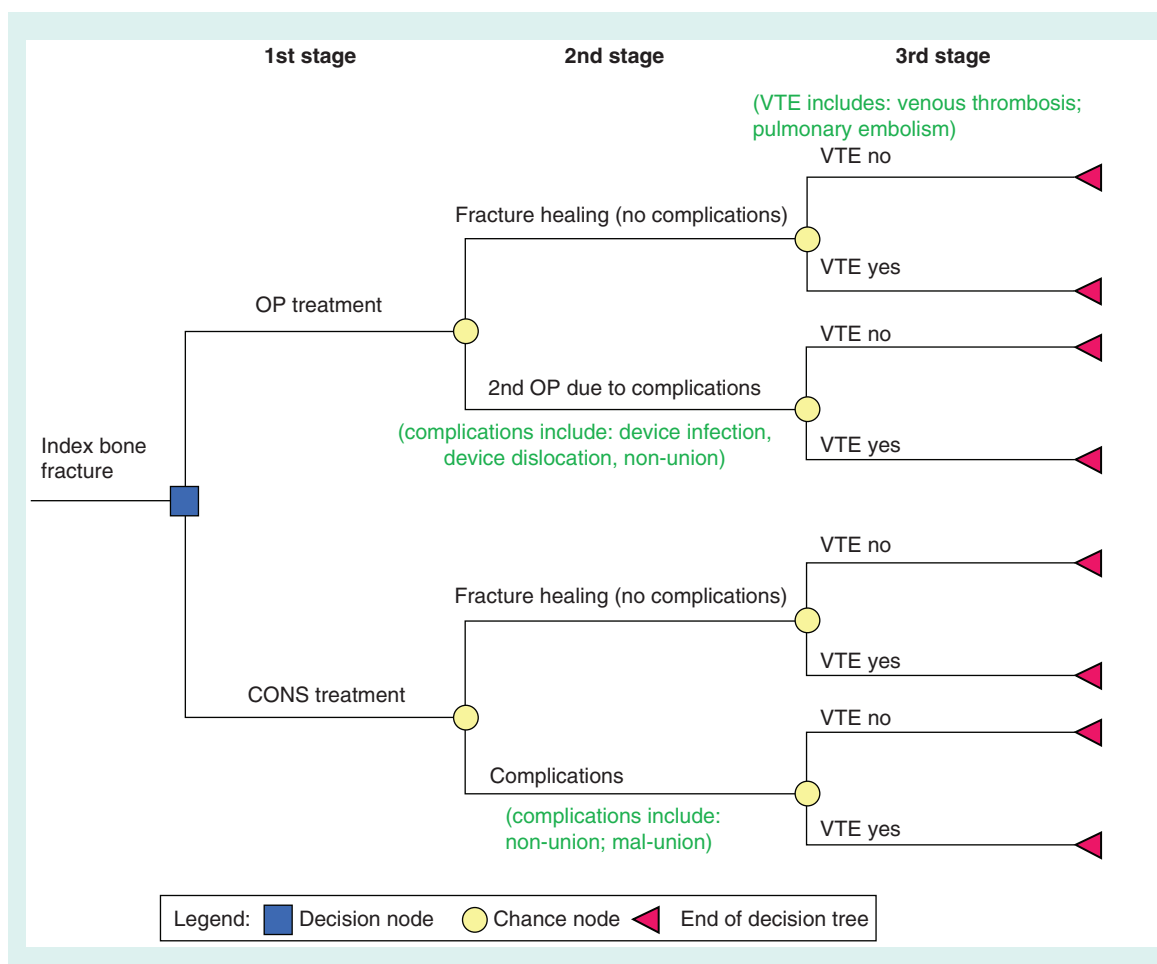 1st stage
2nd stage
3rd stage
(VTE includes: venous thrombosis;
pulmonary embolism)
VTE no
Fracture healing (no complications)
VTE yes
OP treatment
VTE no
2nd OP due to complications
(complications include: device infection,
device dislocation, non-union)
VTE yes
Index bone
fracture
VTE no
Fracture healing (no complications)
VTE yes
CONS treatment
VTE no
Complications
(complications include:
non-union; mal-union)
VTE yes
Legend: Decision node Chance node End of decision tree